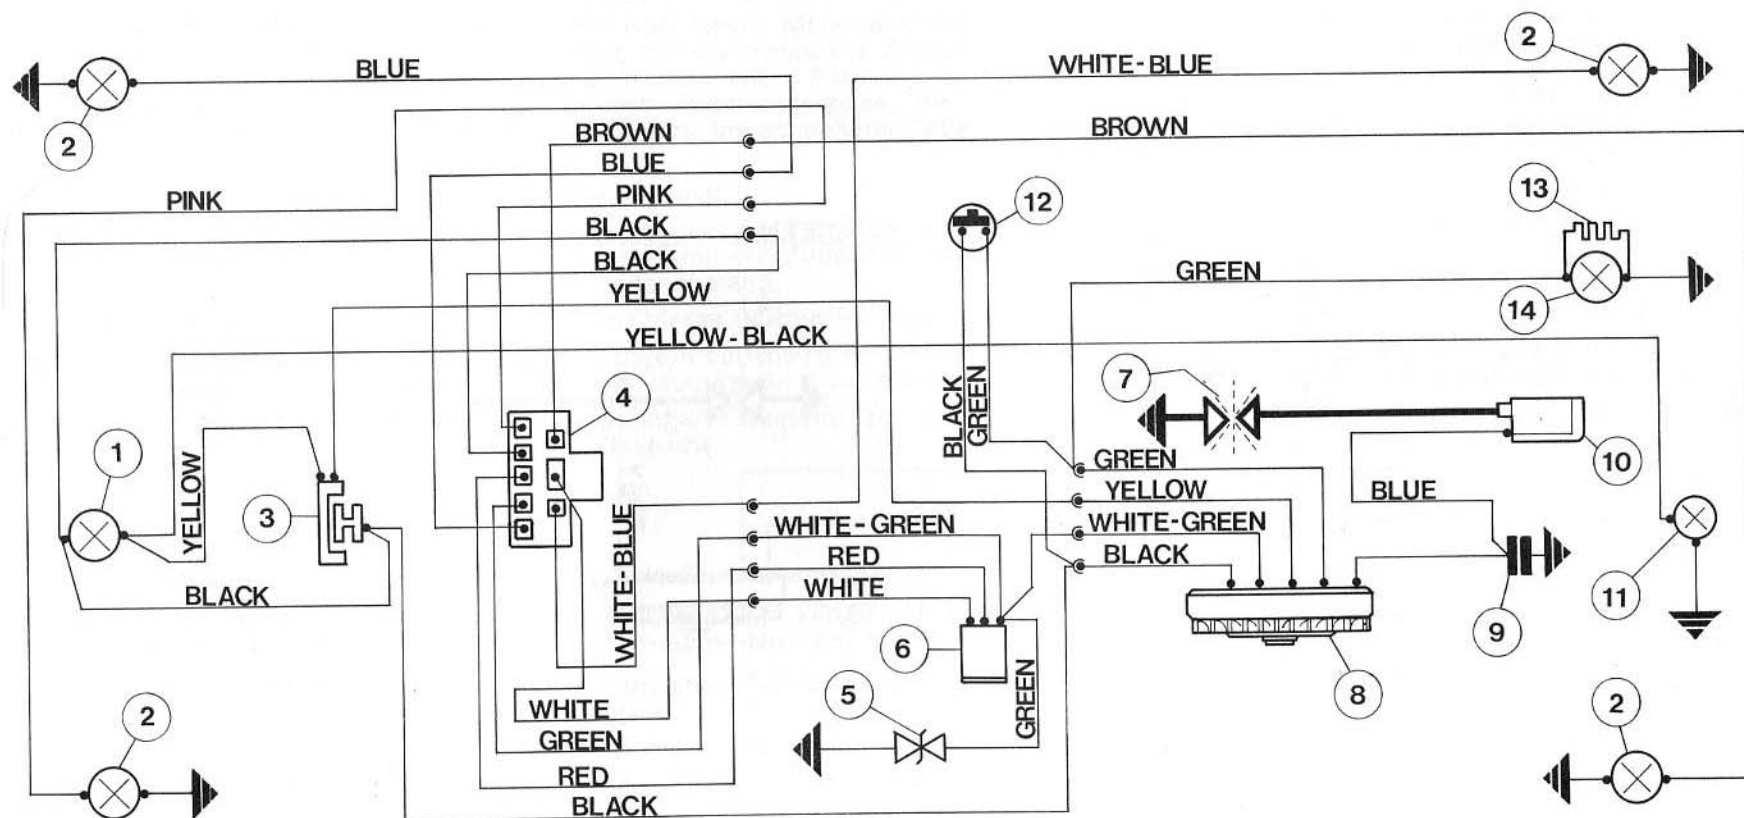 2
BLUE
WHITE-BLUE
2
BROWN
BROWN
BLUE
PINK
PINK
12
13
BLACK
BLACK
GREEN
YELLOW
14
YELLOW-BLACK
7
4
BLACK
GREEN
1
YELLOW
3
GREEN
10
YELLOW
BLUE
WHITE-GREEN
WHITE-GREEN
RED
BLACK
WHITE
BLACK
WHITE-BLUE
11
9
6
8
5
GREEN
2
WHITE
GREEN
2
RED
BLACK